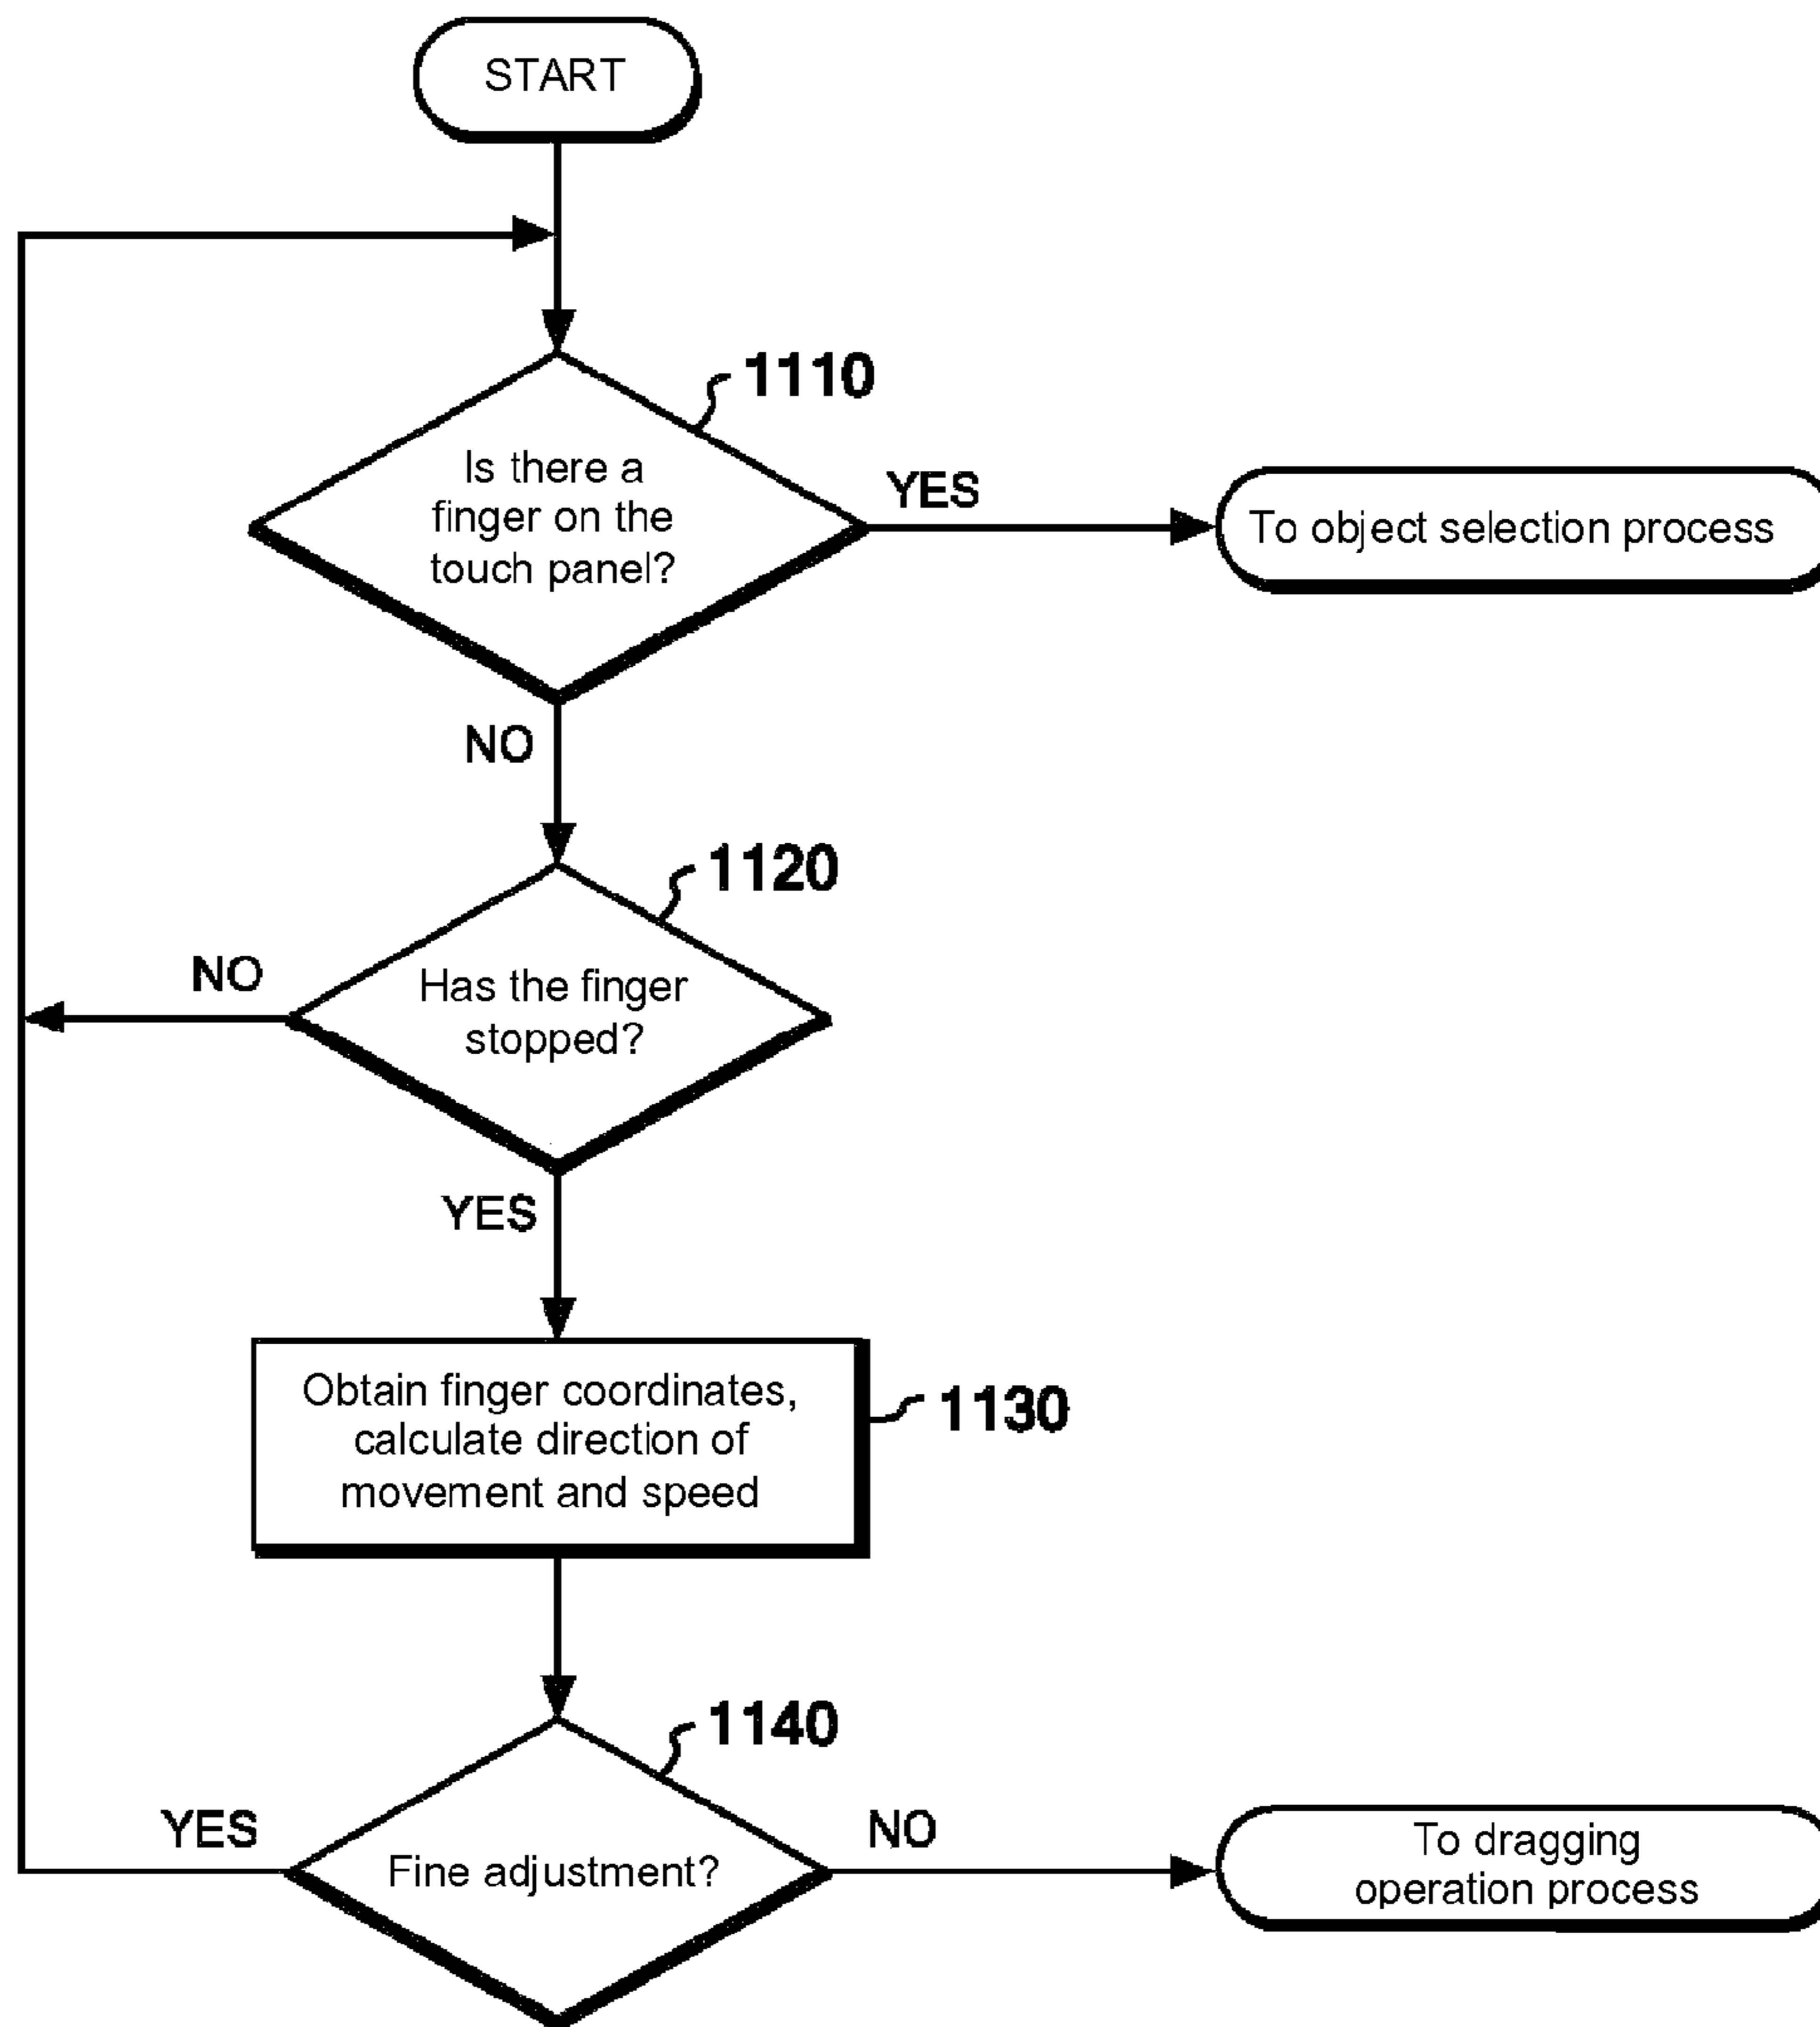 START
1110
Is there a
finger on the
touch panel?
YES
To object selection process
NO
1120
Has the finger
stopped?
NO
YES
Obtain finger coordinates,
calculate direction of
movement and speed
1130
1140
Fine adjustment?
YES
NO
To dragging
operation process